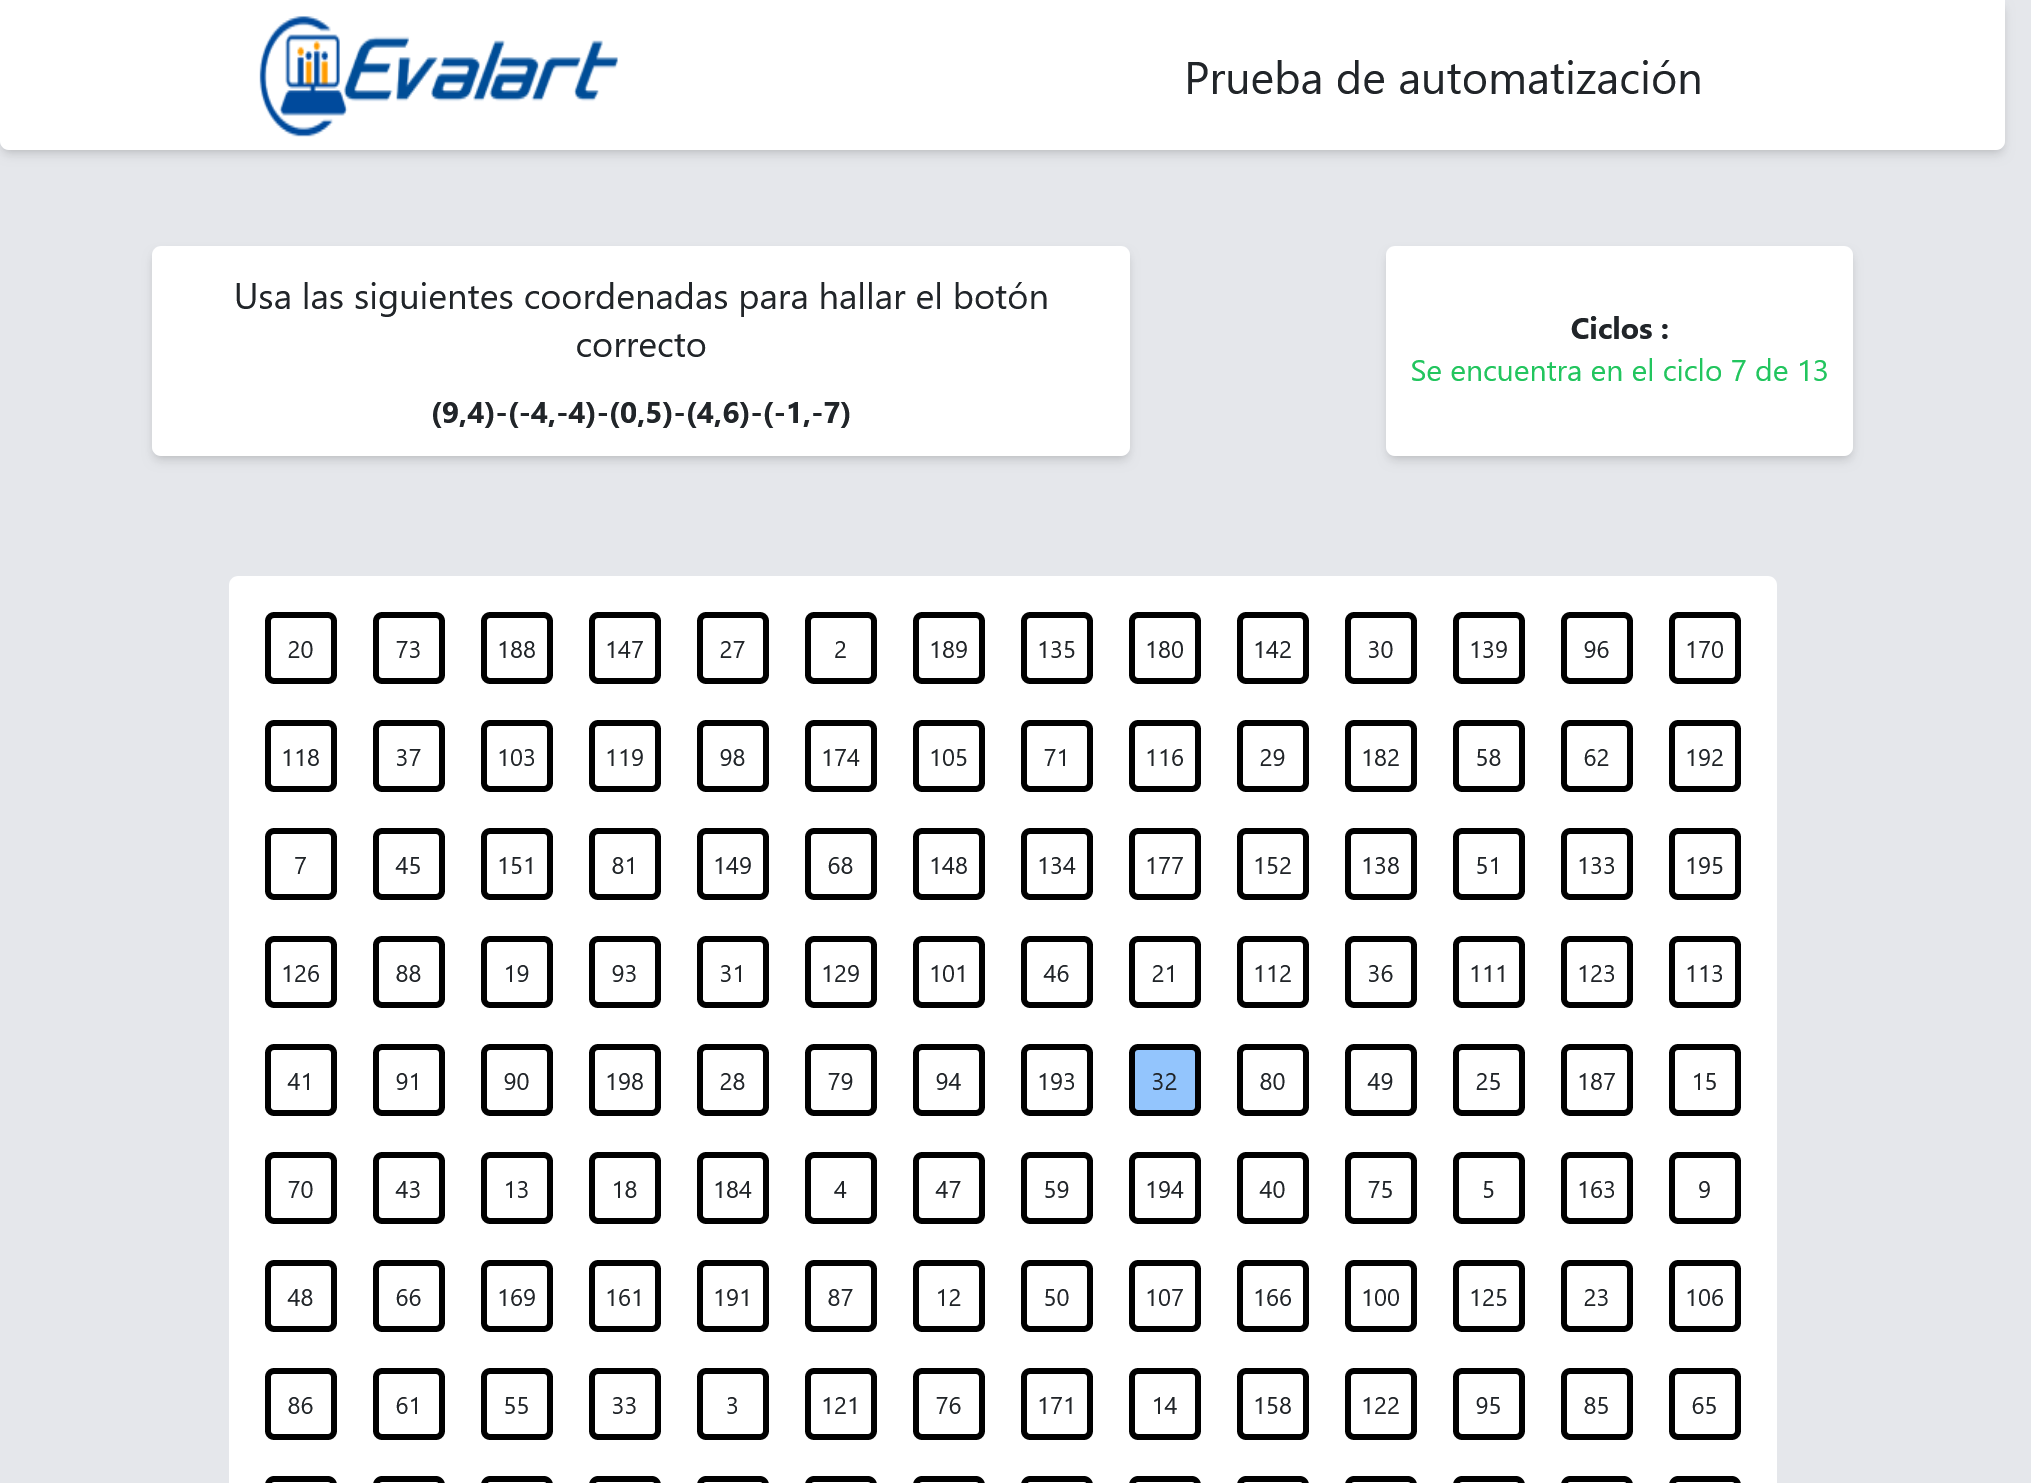 Evalart
Prueba de automatización
Usa las siguientes coordenadas para hallar el botón
correcto
(9,4)-(-4,-4)-(0,5)-(4,6)-(-1,-7)
Ciclos :
Se encuentra en el ciclo 7 de 13
20 73 188 147 27 2 189 135 180 142 30 139 96 170
118 37 103 119 98 174 105 71 116 29 182 58 62 192
7 45 151 81 149 68 148 134 177 152 138 51 133 195
126 88 19 93 31 129 101 46 21 112 36 111 123 113
41 91 90 198 28 79 94 193 32 80 49 25 187 15
70 43 13 18 184 4 47 59 194 40 75 5 163 9
48 66 169 161 191 87 12 50 107 166 100 125 23 106
86 61 55 33 3 121 76 171 14 158 122 95 85 65